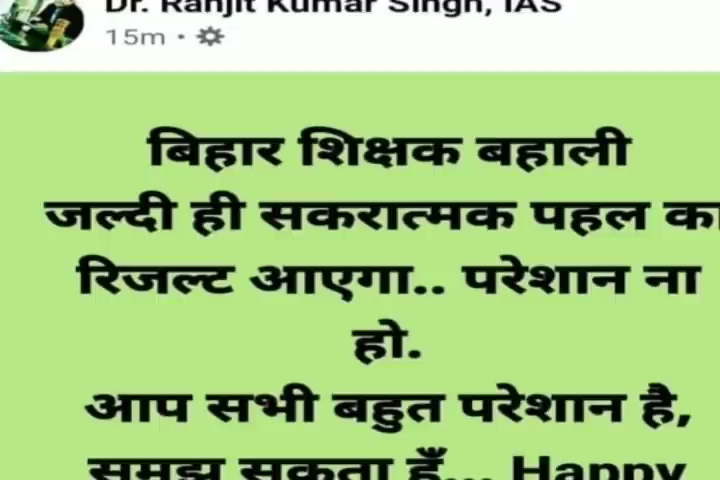 Dr. Ranjit Kumar Singh, IAS
15m •
बिहार शिक्षक बहाली
जल्दी ही सकरात्मक पहल का
रिजल्ट आएगा.. परेशान ना
हो.
आप सभी बहुत परेशान है,
समझ सकता हूँ... Happy